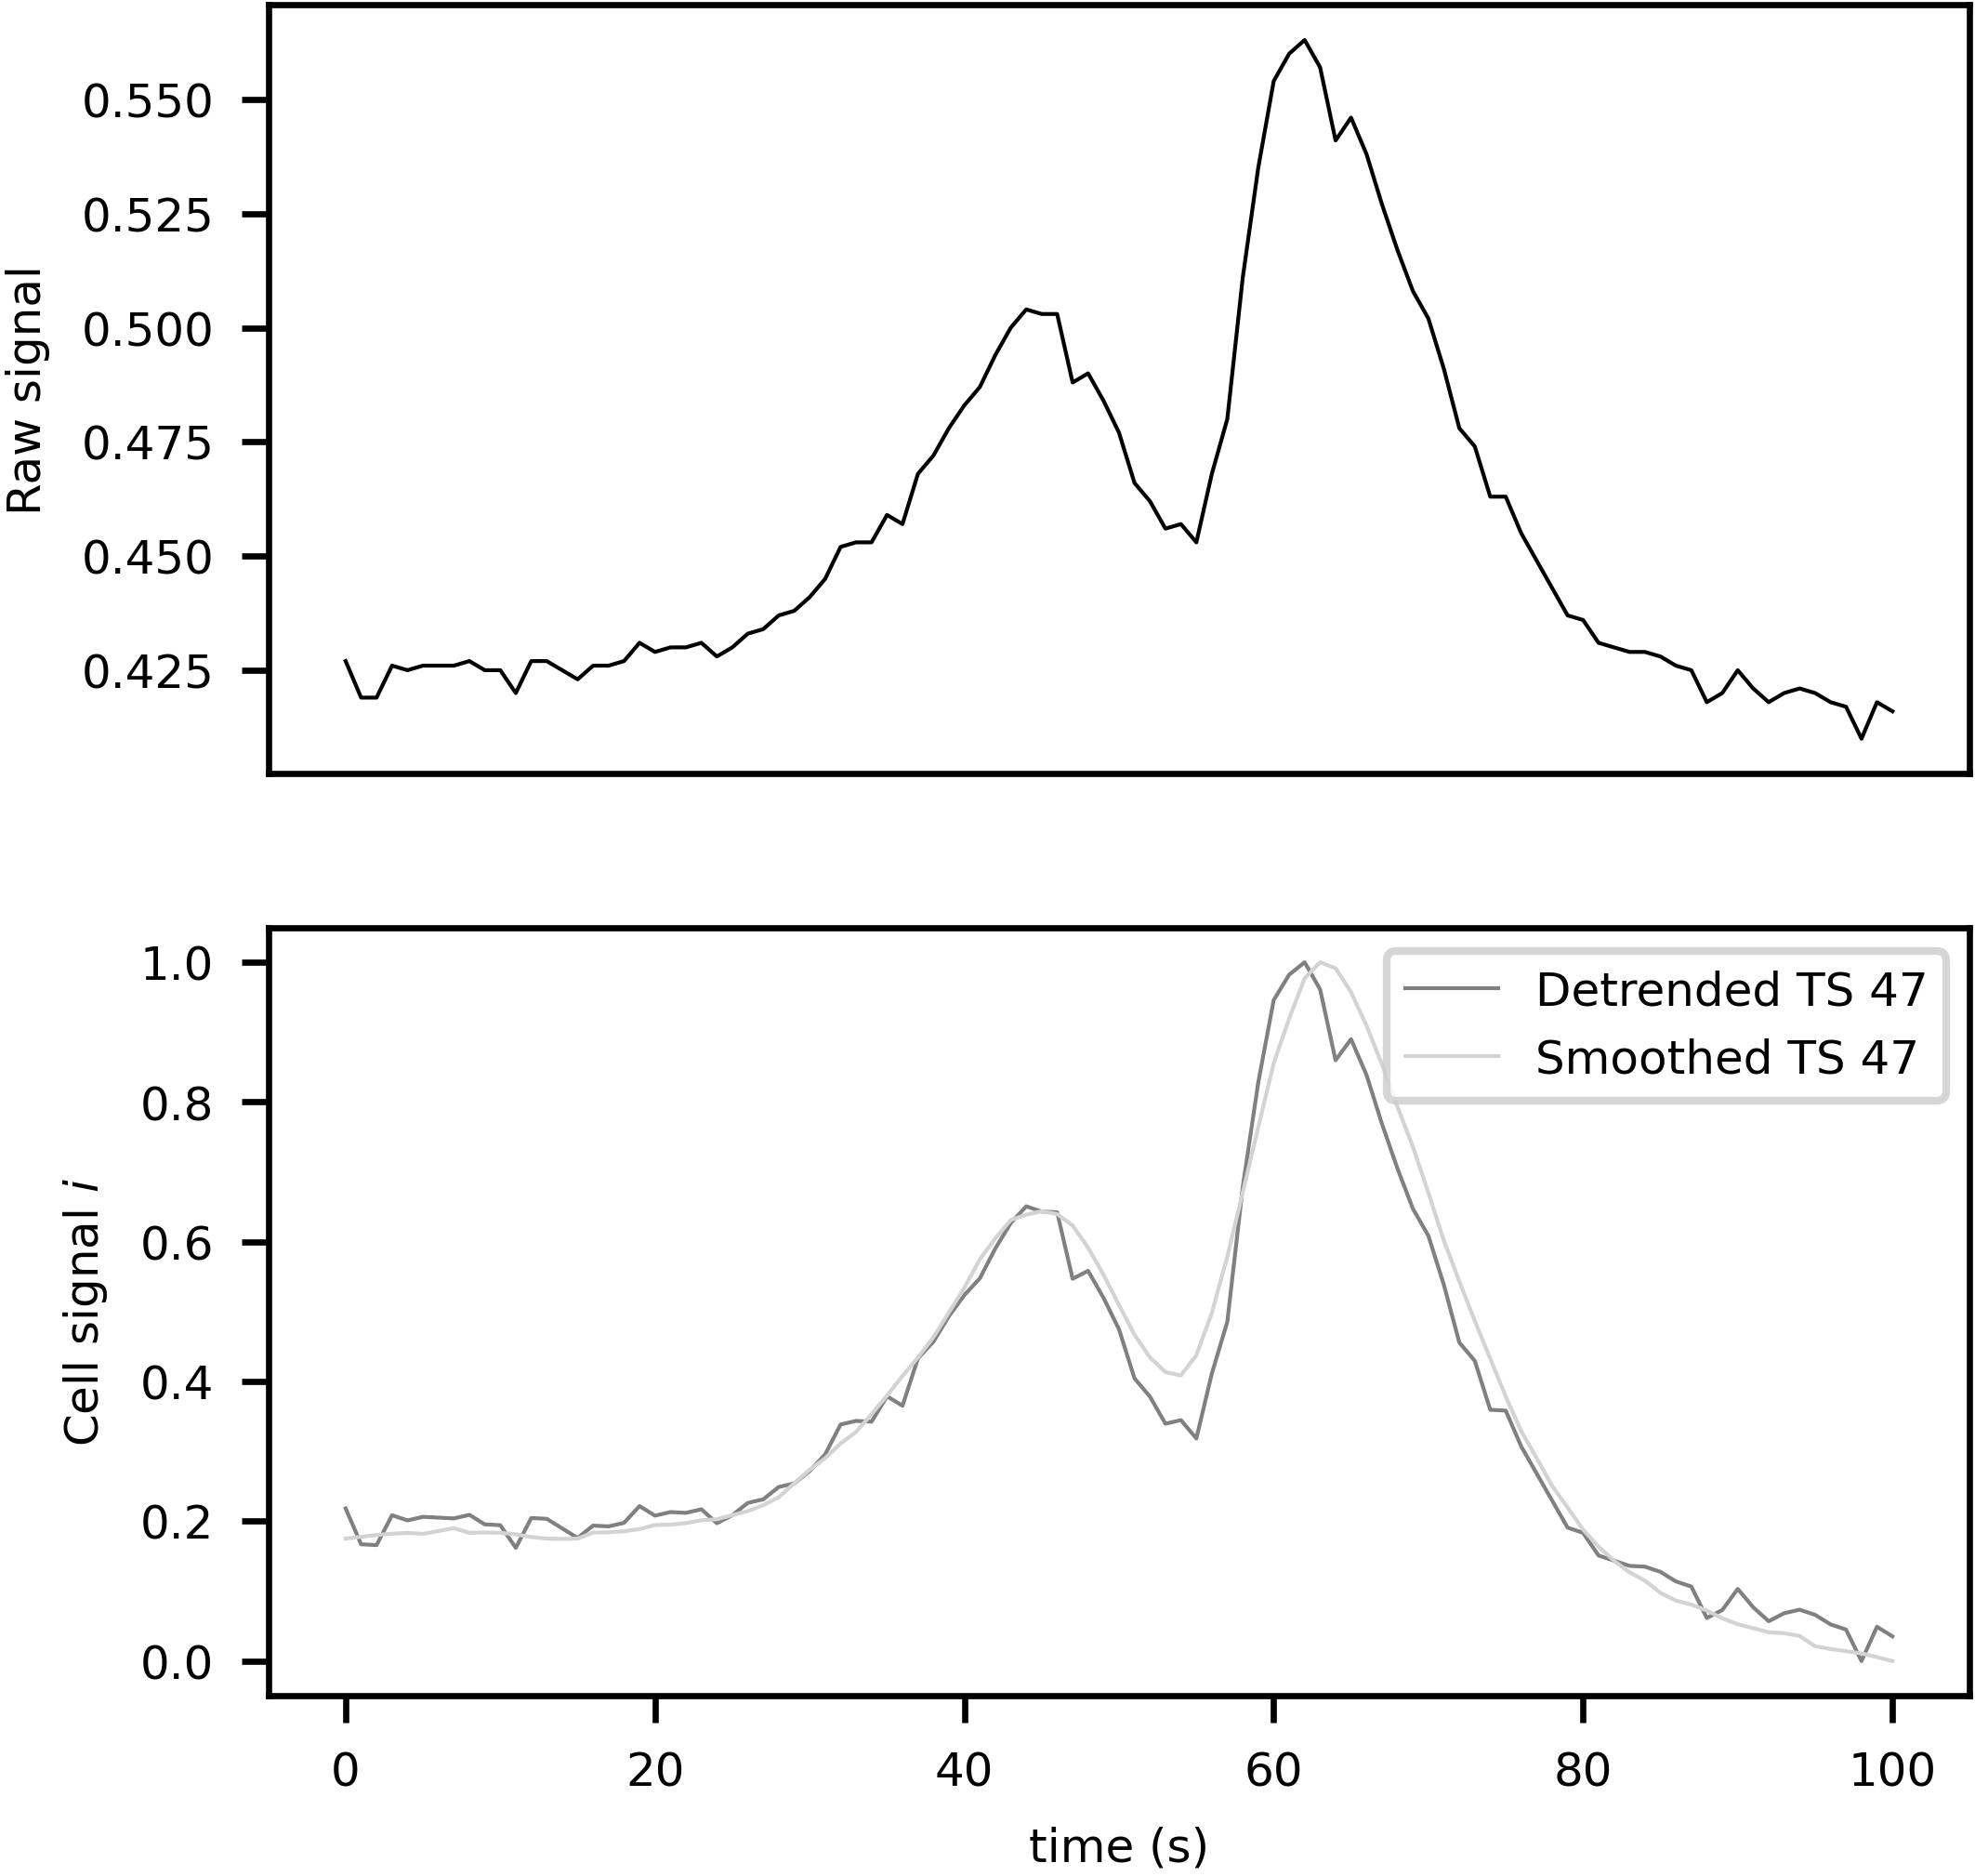 0.550
0.525
0.500
0.475
0.450
0.425
Raw signal
1.0
0.8
0.6
0.4
0.2
0.0
Cell signal i
Detrended TS 47
Smoothed TS 47
0 20 40 60 80 100
time (s)